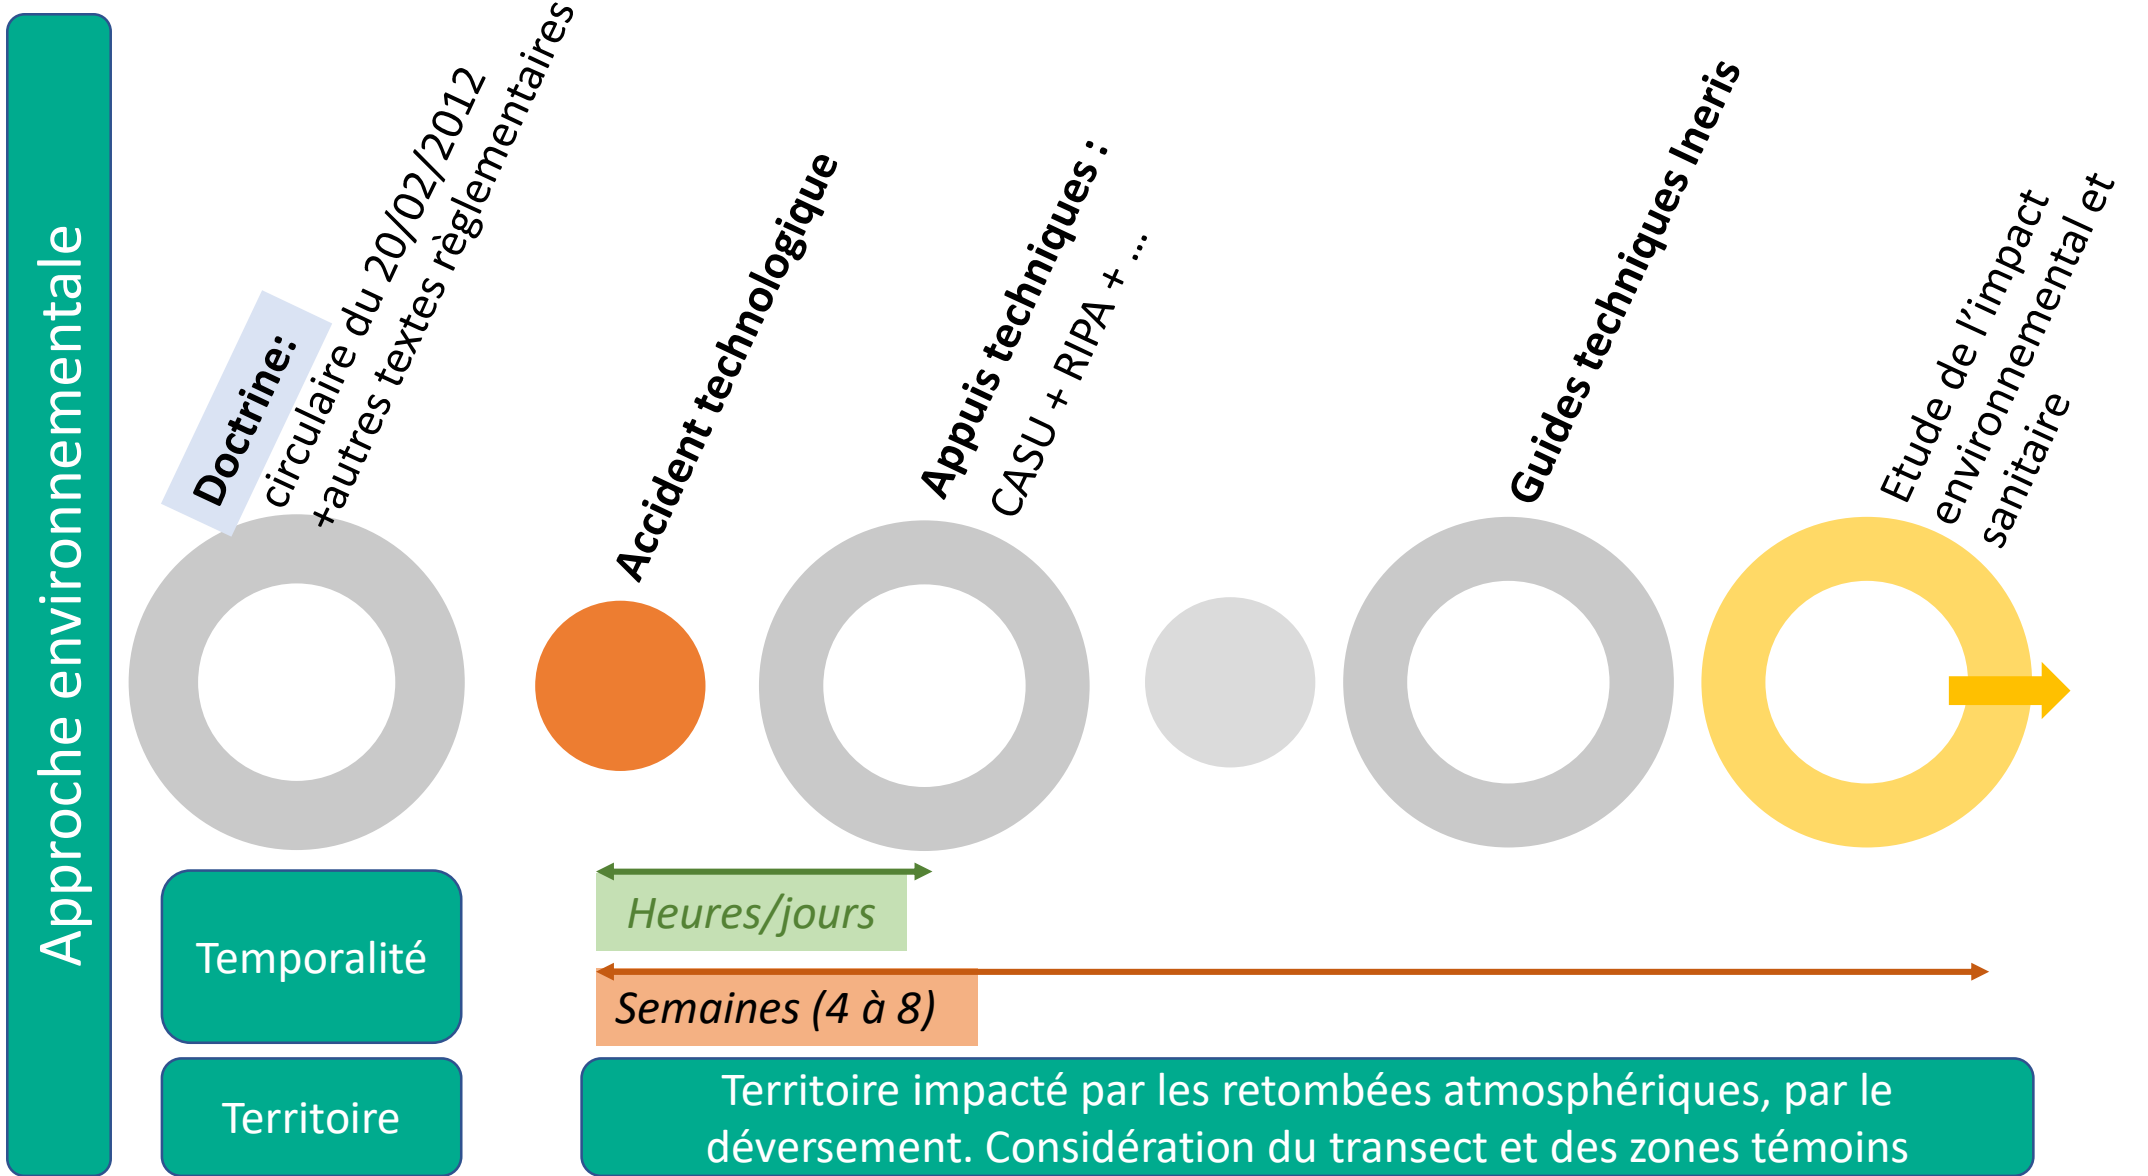 Approche environnementale
Doctrine:
circulaire du 20/02//2012
+autres textes règlementaires
Accident technologique
Appuis techniques :
CASU + RIPA + ...
Guides techniques Ineris
Etude de l’impact
environnemental et
sanitaire
Temporalité
Heures/jours
Semaines (4 à 8)
Territoire
Territoire impacté par les retombées atmosphériques, par le
déversement. Considération du transect et des zones témoins